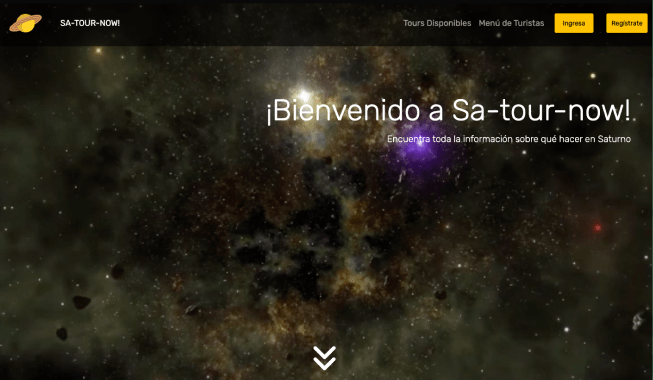 SA-TOUR-NOW!
Tours Disponibles Menú de Turistas Ingresa Regístrate
¡Bienvenido a Sa-tour-now!
Encuentra toda la información sobre qué hacer en Saturno